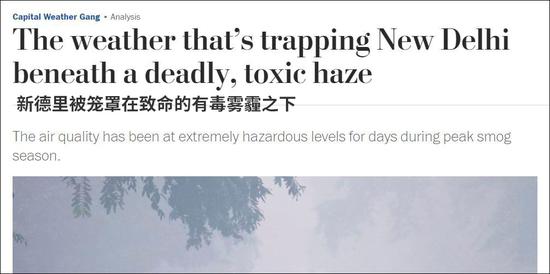 Capital Weather Gang • Analysis
The weather that's trapping New Delhi
beneath a deadly, toxic haze
新德里被笼罩在致命的有毒雾霾之下
The air quality has been at extremely hazardous levels for days during peak smog
season.